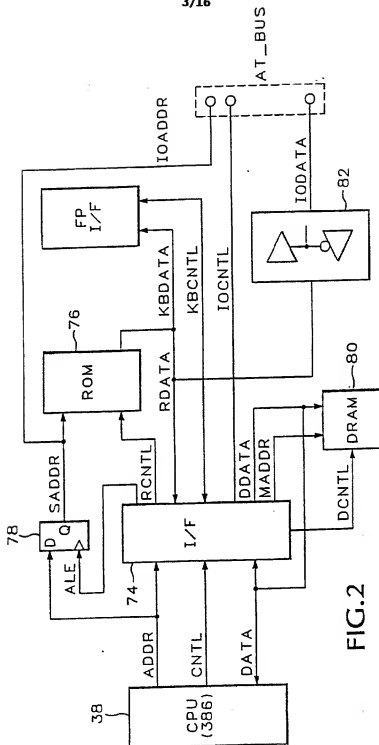 3/16
AT_BUS
IOADDR
FP
I/F
KBDATA
KBCNTL
IOCNTL
IODATA
82
76
ROM
RDATA
SADDR
RCNTL
DDATA
MADDR
80
DRAM
78
D Q
ALE
74
I/F
DCNTL
ADDR
CNTL
DATA
38
CPU
(386)
FIG.2